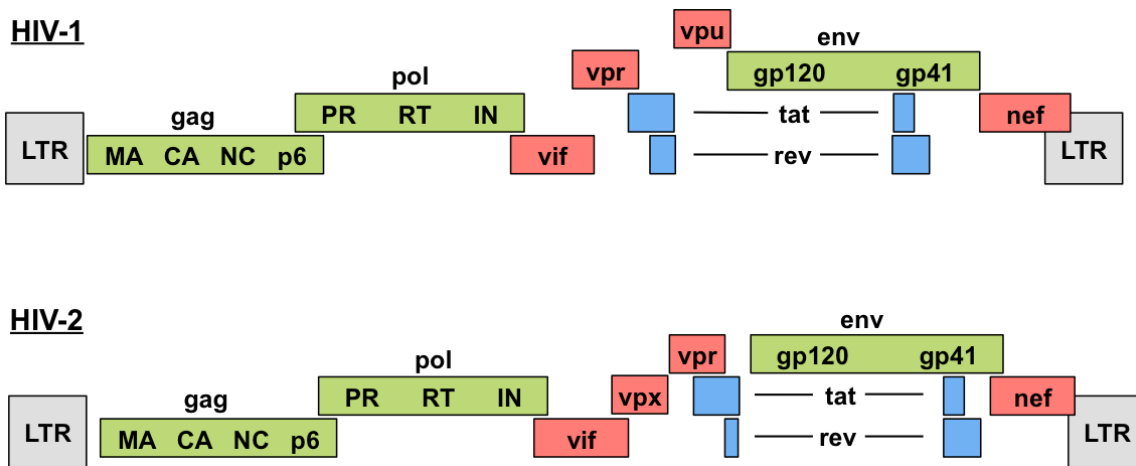 HIV-1
vpu
env
vpr
gp120 gp41
pol
gag
PR RT IN
tat
nef
LTR
MA CA NC p6
vif
rev
LTR
HIV-2
env
vpr
gp120 gp41
pol
gag
PR RT IN
vpx
tat
nef
LTR
MA CA NC p6
vif
rev
LTR